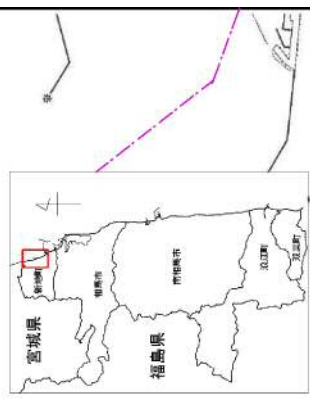 宮城県
新地町
相馬市
福島県
南相馬市
浪江町
双葉町